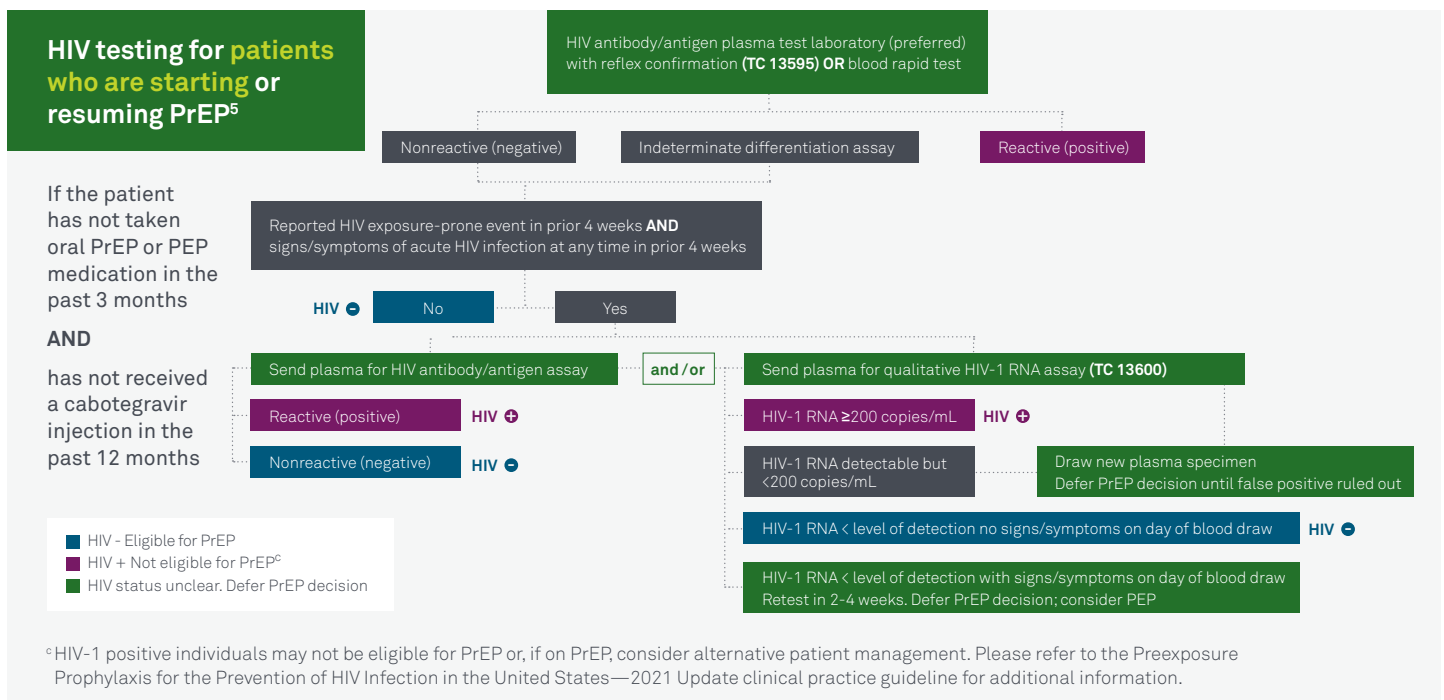 HIV testing for patients
who are starting or
resuming PrEP5
HIV antibody/antigen plasma test laboratory (preferred)
with reflex confirmation (TC 13595) OR blood rapid test
Nonreactive (negative)
Indeterminate differentiation assay
Reactive (positive)
If the patient
has not taken
oral PrEP or PEP
medication in the
past 3 months
AND
has not received
a cabotegravir
injection in the
past 12 months
Reported HIV exposure-prone event in prior 4 weeks AND
signs/symptoms of acute HIV infection at any time in prior 4 weeks
HIV -
No
Yes
Send plasma for HIV antibody/antigen assay
and/or
Send plasma for qualitative HIV-1 RNA assay (TC 13600)
Reactive (positive)
HIV +
HIV-1 RNA ≥200 copies/mL
HIV +
Nonreactive (negative)
HIV -
HIV-1 RNA detectable but
<200 copies/mL
Draw new plasma specimen
Defer PrEP decision until false positive ruled out
HIV-1 RNA < level of detection no signs/symptoms on day of blood draw
HIV -
HIV-1 RNA < level of detection with signs/symptoms on day of blood draw
Retest in 2-4 weeks. Defer PrEP decision; consider PEP
HIV - Eligible for PrEP
HIV + Not eligible for PrEPc
HIV status unclear. Defer PrEP decision
c HIV-1 positive individuals may not be eligible for PrEP or, if on PrEP, consider alternative patient management. Please refer to the Preexposure
Prophylaxis for the Prevention of HIV Infection in the United States—2021 Update clinical practice guideline for additional information.